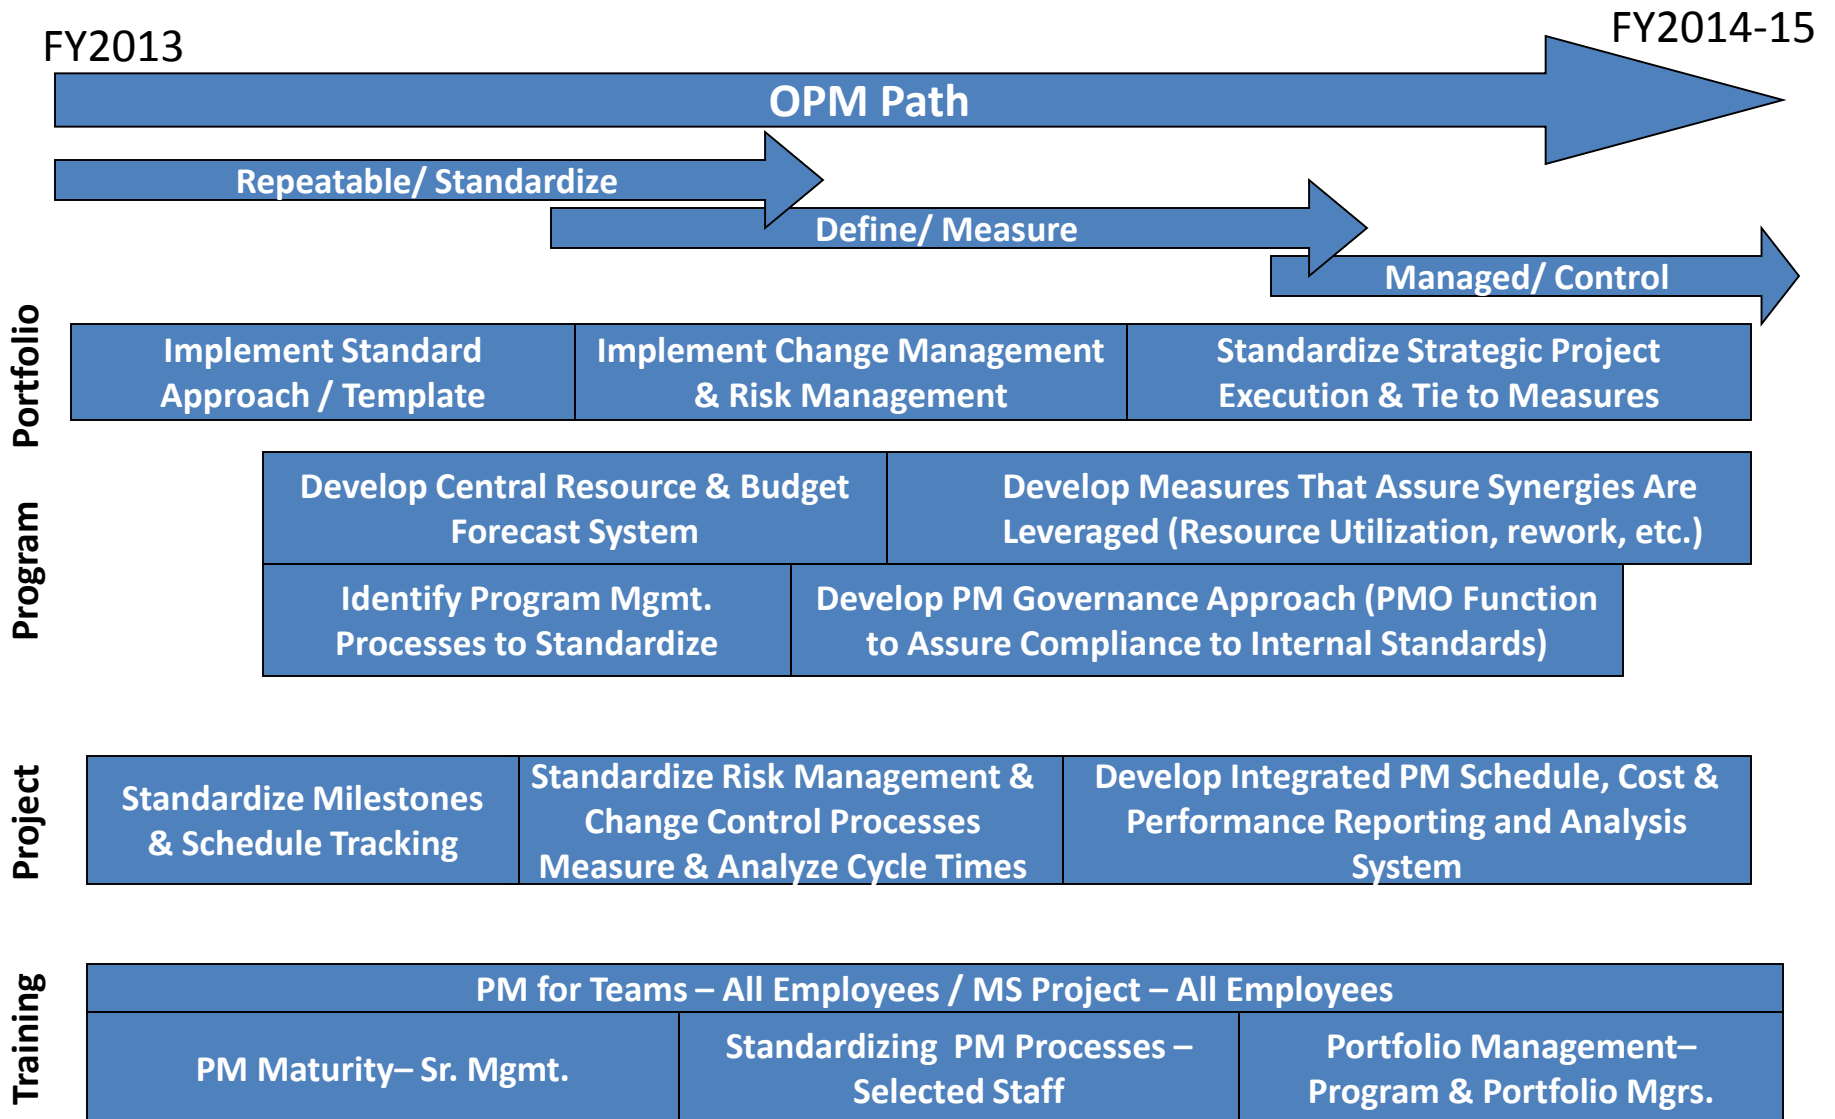 FY2013
FY2014-15
OPM Path
Repeatable/ Standardize
Define/ Measure
Managed/ Control
Portfolio
Implement Standard
Approach / Template
Implement Change Management
& Risk Management
Standardize Strategic Project
Execution & Tie to Measures
Program
Develop Central Resource & Budget
Forecast System
Develop Measures That Assure Synergies Are
Leveraged (Resource Utilization, rework, etc.)
Identify Program Mgmt.
Processes to Standardize
Develop PM Governance Approach (PMO Function
to Assure Compliance to Internal Standards)
Project
Standardize Milestones
& Schedule Tracking
Standardize Risk Management &
Change Control Processes
Measure & Analyze Cycle Times
Develop Integrated PM Schedule, Cost &
Performance Reporting and Analysis
System
Training
PM for Teams – All Employees / MS Project – All Employees
PM Maturity– Sr. Mgmt.
Standardizing  PM Processes –
Selected Staff
Portfolio Management–
Program & Portfolio Mgrs.